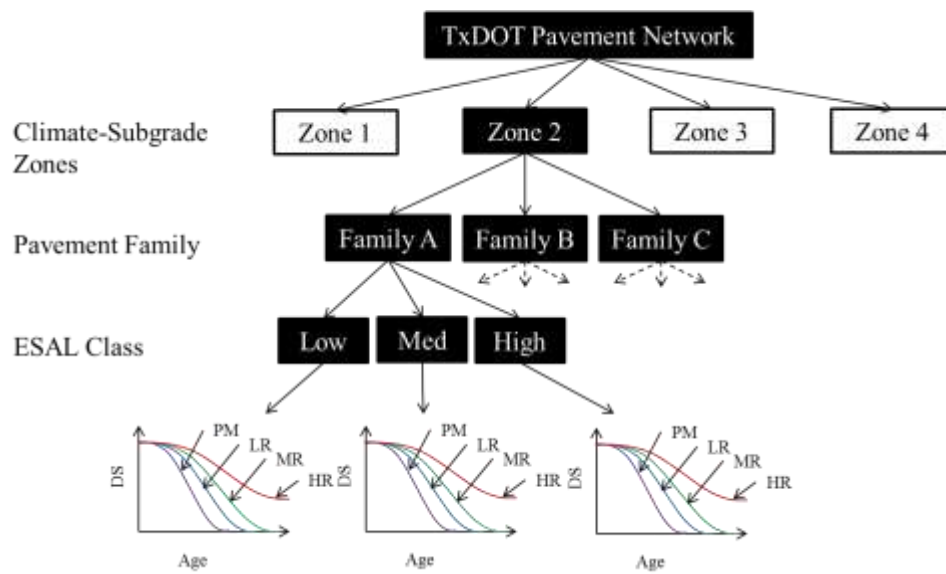 TxDOT Pavement Network
Climate-Subgrade
Zones
Zone 1
Zone 2
Zone 3
Zone 4
Pavement Family
Family A
Family B
Family C
ESAL Class
Low
Med
High
PM
LR
MR
HR
DS
Age
PM
LR
MR
HR
DS
Age
PM
LR
MR
HR
DS
Age